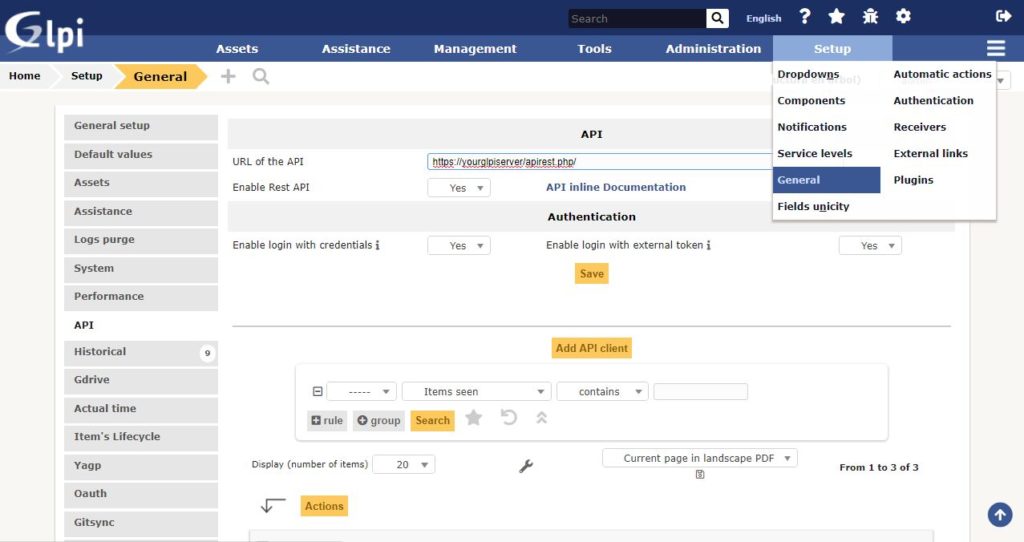 Glpi
Search
English
Assets Assistance Management Tools Administration Setup
Home Setup General
Dropdowns Automatic actions
Components Authentication
Notifications Receivers
Service levels External links
General Plugins
Fields unicity
General setup
Default values
Assets
Assistance
Logs purge
System
Performance
API
Historical 9
Gdrive
Actual time
Item's Lifecycle
Yagp
Oauth
Gitsync
API
URL of the API https://yourglpiserver/apirest.php/
Enable Rest API Yes API inline Documentation
Authentication
Enable login with credentials Yes Enable login with external token Yes
Save
Add API client
----- Items seen contains
rule group Search
Display (number of items) 20 Current page in landscape PDF From 1 to 3 of 3
Actions